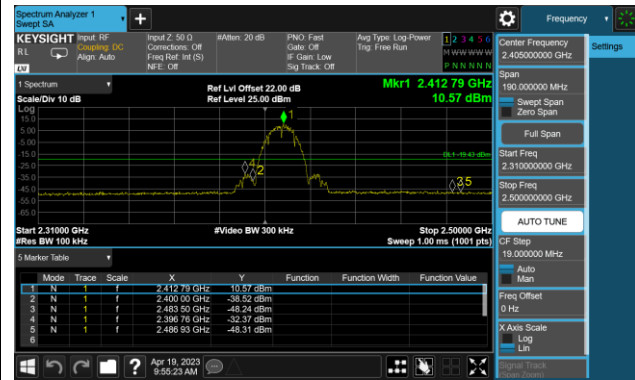 Spectrum Analyzer 1
Swept SA
+
Frequency
KEYSIGHT
RL
LW
Input: RF
Coupling: DC
Align: Auto
Input Z: 50 Ω
Corrections: Off
Freq Ref: Int (S)
NFE: Off
#Atten: 20 dB
PNO: Fast
Gate: Off
IF Gain: Low
Sig Track: Off
Avg Type: Log-Power
Trig: Free Run
1 2 3 4 5 6
M W W W W W
P N N N N N
Center Frequency
2.405000000 GHz
Settings
Span
190.000000 MHz
Swept Span
Zero Span
Full Span
Start Freq
2.310000000 GHz
Stop Freq
2.500000000 GHz
AUTO TUNE
CF Step
19.000000 MHz
Auto
Man
Freq Offset
0 Hz
X Axis Scale
Log
Lin
Signal Track
(Span Zoom)
1 Spectrum
Scale/Div 10 dB
Ref Lvl Offset 22.00 dB
Ref Level 25.00 dBm
Mkr1 2.412 79 GHz
10.57 dBm
Log
15.0
5.00
-5.00
-15.0
-25.0
-35.0
-45.0
-55.0
-65.0
1
DL1 -19.43 dBm
4 2
3 5
Start 2.31000 GHz
#Res BW 100 kHz
#Video BW 300 kHz
Stop 2.50000 GHz
Sweep 1.00 ms (1001 pts)
5 Marker Table
Mode Trace Scale X Y Function Function Width Function Value
1 N 1 f 2.412 79 GHz 10.57 dBm
2 N 1 f 2.400 00 GHz -38.52 dBm
3 N 1 f 2.483 50 GHz -48.24 dBm
4 N 1 f 2.396 76 GHz -32.37 dBm
5 N 1 f 2.486 93 GHz -48.31 dBm
6
?
Apr 19, 2023
9:55:23 AM